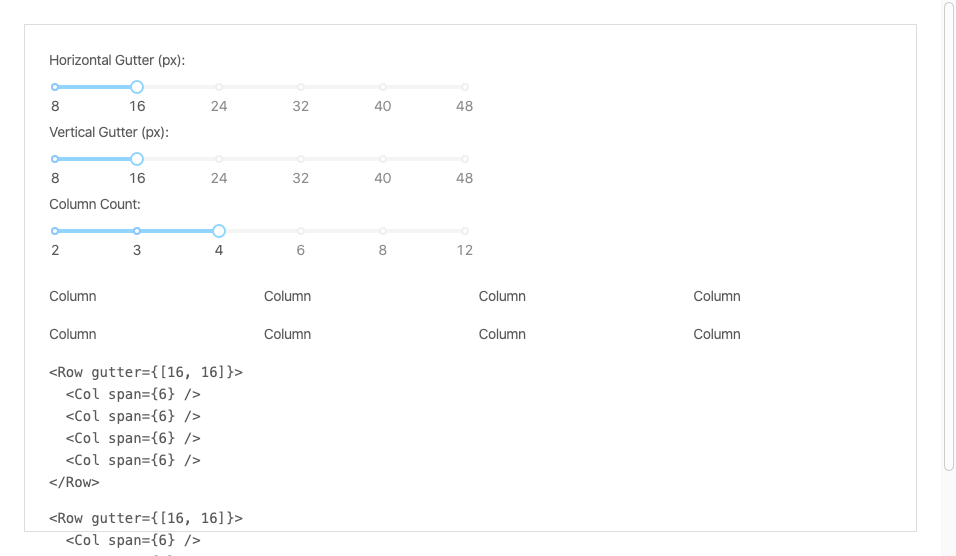 Horizontal Gutter (px):
8 16 24 32 40 48
Vertical Gutter (px):
8 16 24 32 40 48
Column Count:
2 3 4 6 8 12
Column Column Column Column
Column Column Column Column
<Row gutter={[16, 16]}>
  <Col span={6} />
  <Col span={6} />
  <Col span={6} />
  <Col span={6} />
</Row>
<Row gutter={[16, 16]}>
  <Col span={6} />